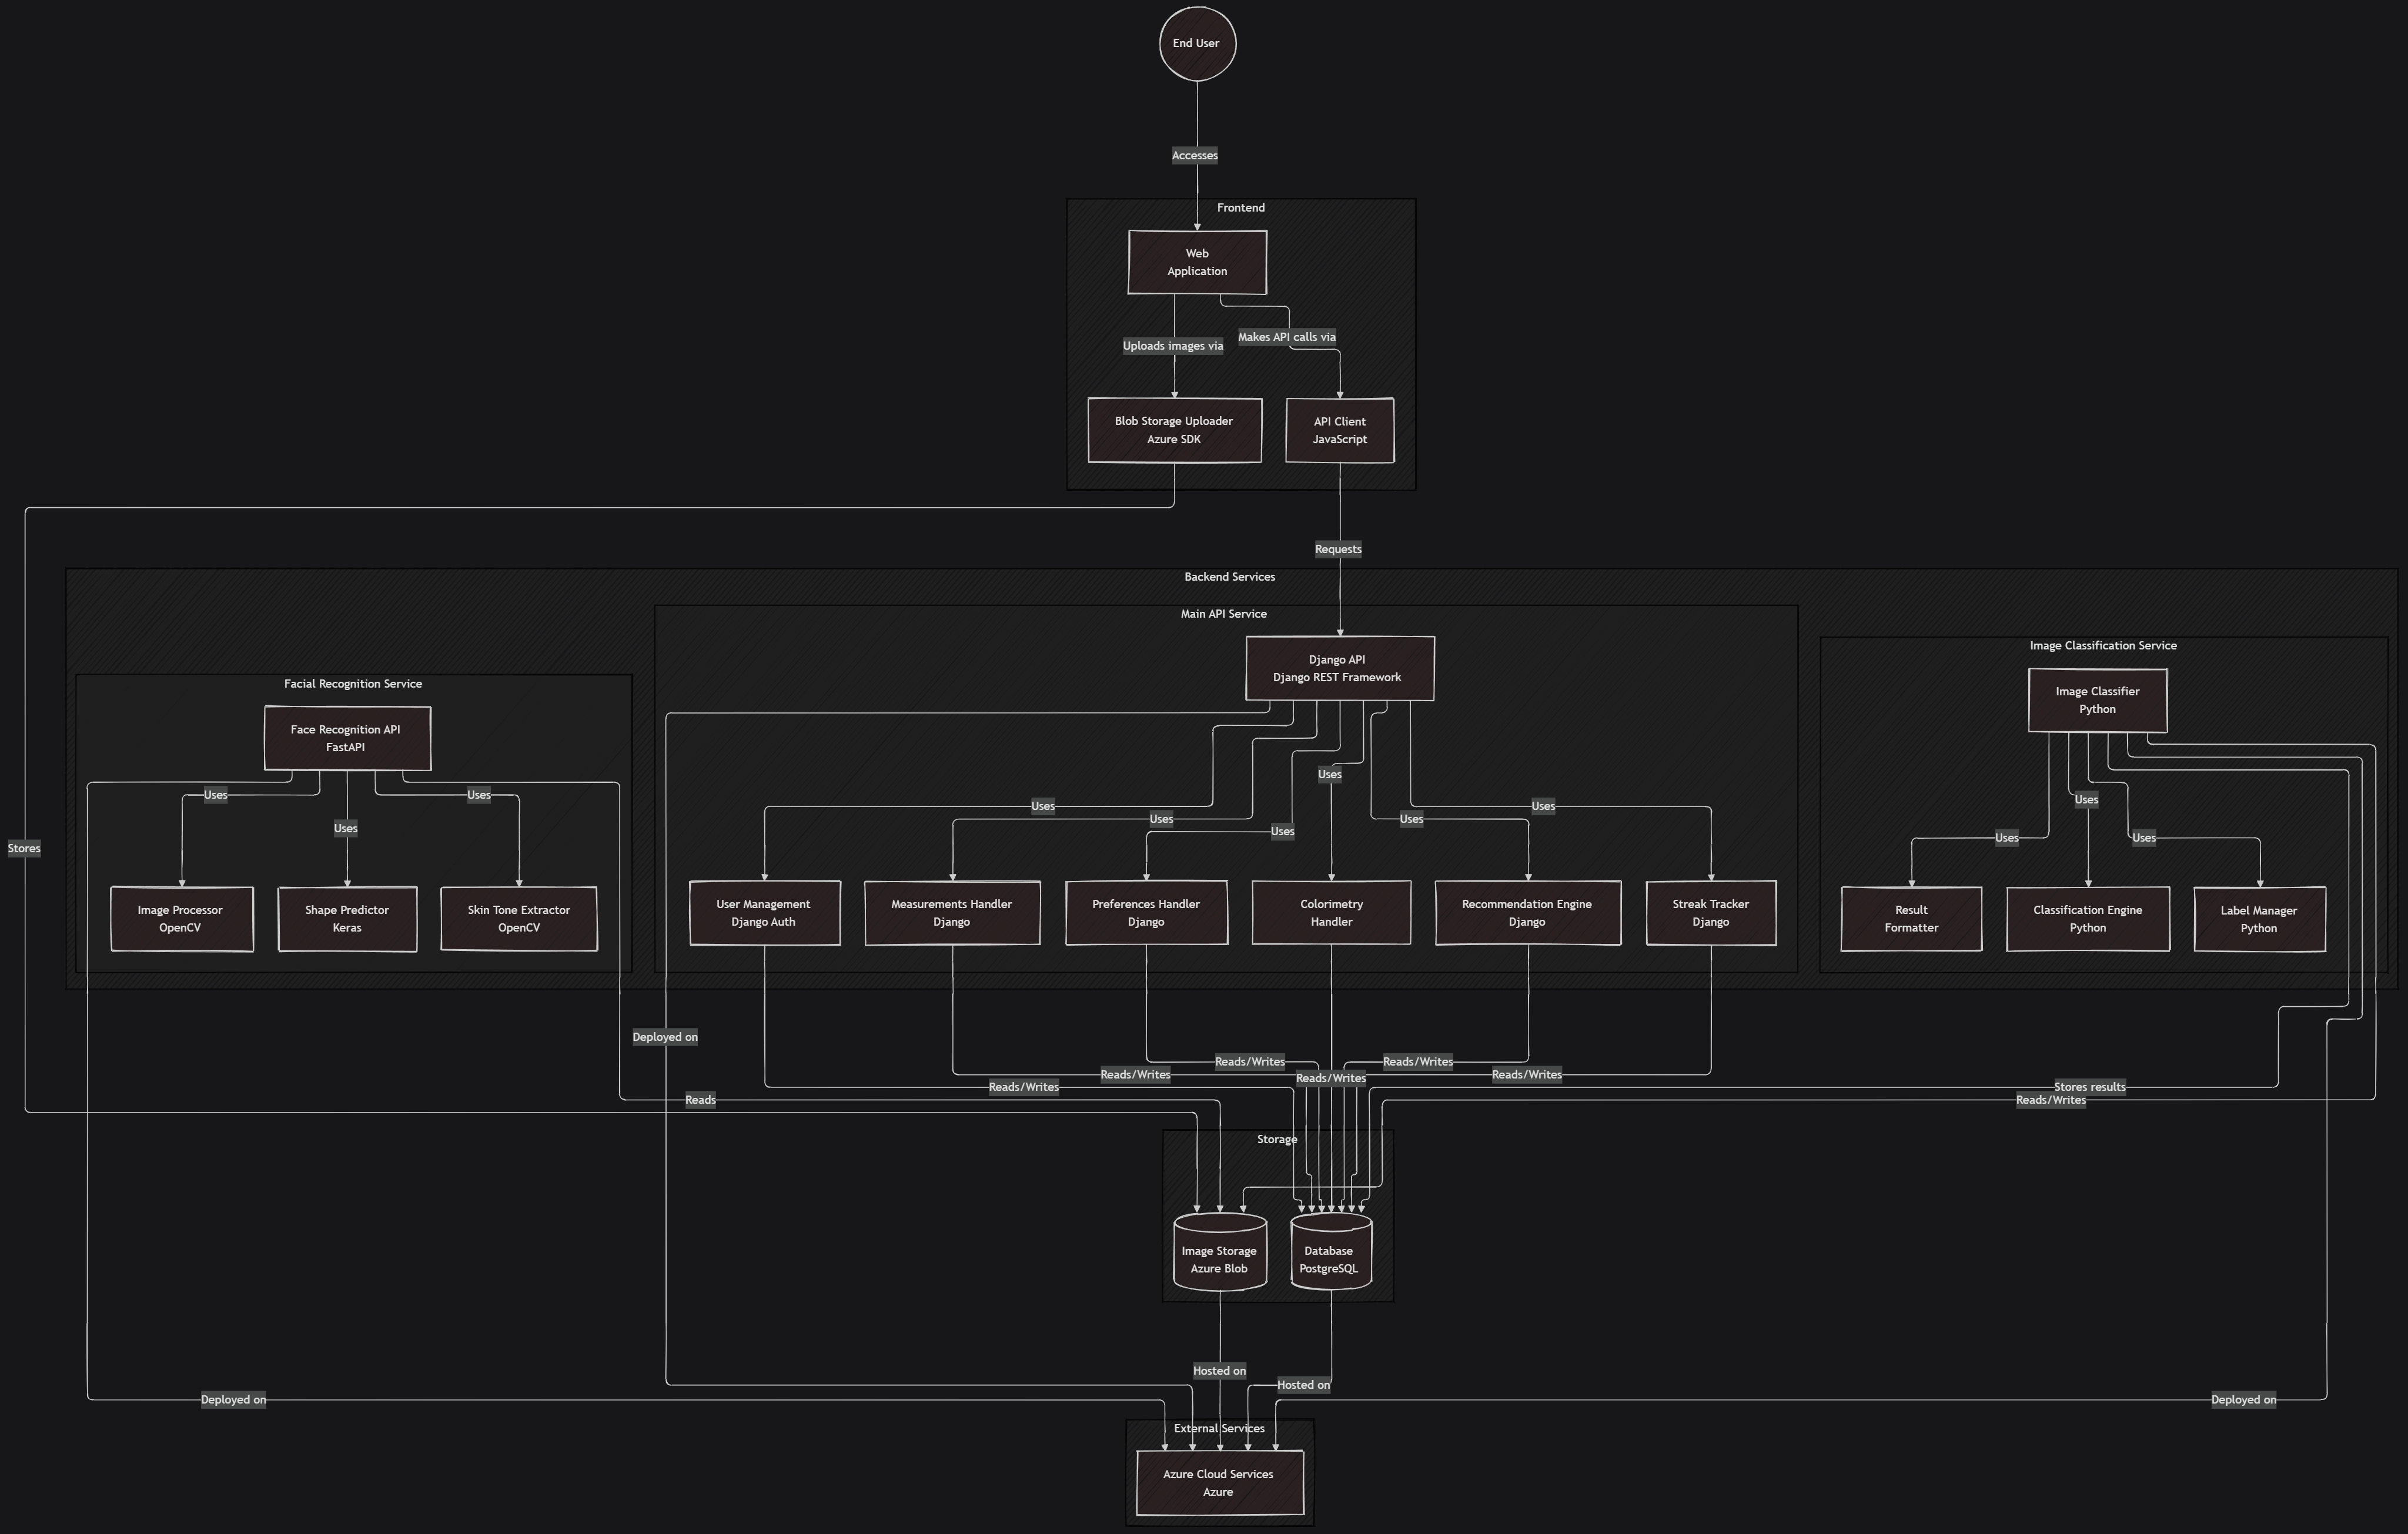 End User
Accesses
Frontend
Web
Application
Uploads images via
Makes API calls via
Blob Storage Uploader
Azure SDK
API Client
JavaScript
Requests
Backend Services
Main API Service
Django API
Django REST Framework
Image Classification Service
Image Classifier
Python
Facial Recognition Service
Face Recognition API
FastAPI
Uses
Uses
Uses
Uses
Uses
Uses
Uses
Uses
Uses
Uses
Uses
Uses
Stores
Image Processor
OpenCV
Shape Predictor
Keras
Skin Tone Extractor
OpenCV
User Management
Django Auth
Measurements Handler
Django
Preferences Handler
Django
Colorimetry
Handler
Recommendation Engine
Django
Streak Tracker
Django
Result
Formatter
Classification Engine
Python
Label Manager
Python
Deployed on
Reads/Writes
Reads/Writes
Reads/Writes
Reads/Writes
Reads/Writes
Reads/Writes
Stores results
Reads
Reads/Writes
Storage
Image Storage
Azure Blob
Database
PostgreSQL
Hosted on
Hosted on
Deployed on
Deployed on
External Services
Azure Cloud Services
Azure